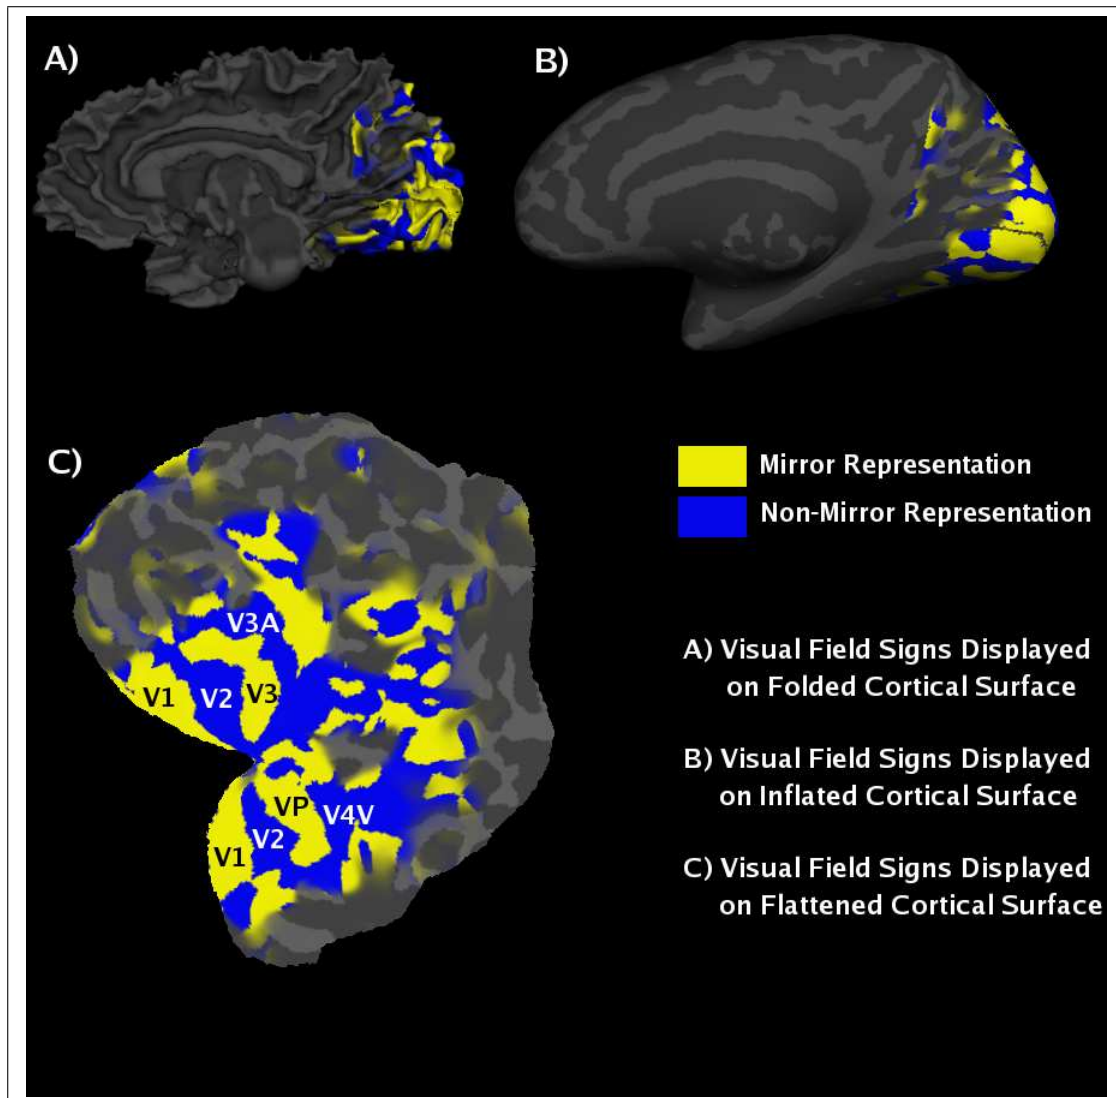 A)
B)
C)
Mirror Representation
Non-Mirror Representation
V3A
V1
V2
V3
VP
V4V
V2
V1
A) Visual Field Signs Displayed
on Folded Cortical Surface
B) Visual Field Signs Displayed
on Inflated Cortical Surface
C) Visual Field Signs Displayed
on Flattened Cortical Surface